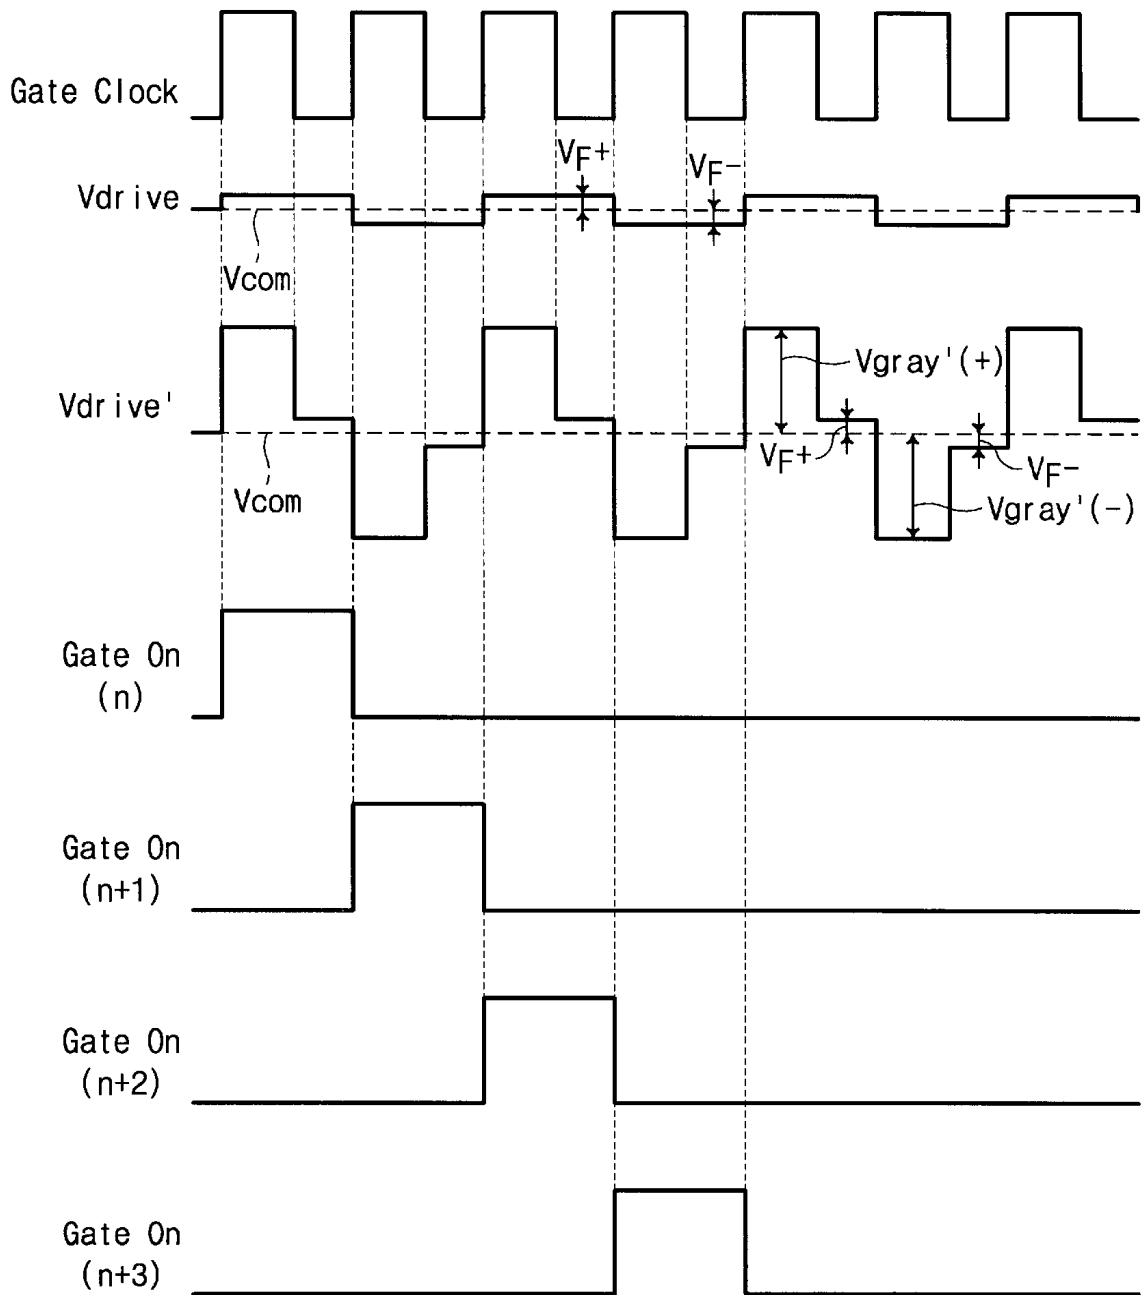 Gate Clock
VF+
VF-
Vdrive
Vcom
Vgray'(+)
Vdrive'
VF+
VF-
Vcom
Vgray'(-)
Gate On
(n)
Gate On
(n+1)
Gate On
(n+2)
Gate On
(n+3)